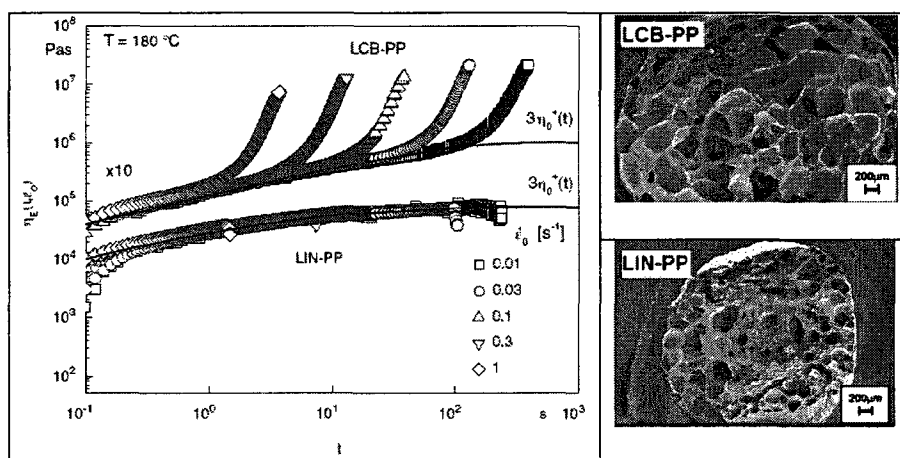 T = 180 °C
LCB-PP
Pas
10⁷
10⁶
10⁵
10⁴
10³
10²
x10
3η₀⁺(t)
3η₀⁺(t)
LIN-PP
ε̇₀ [s⁻¹]
0.01
0.03
0.1
0.3
1
10⁻¹
10⁰
10¹
10²
s
10³
t
LCB-PP
200μm
LIN-PP
200μm